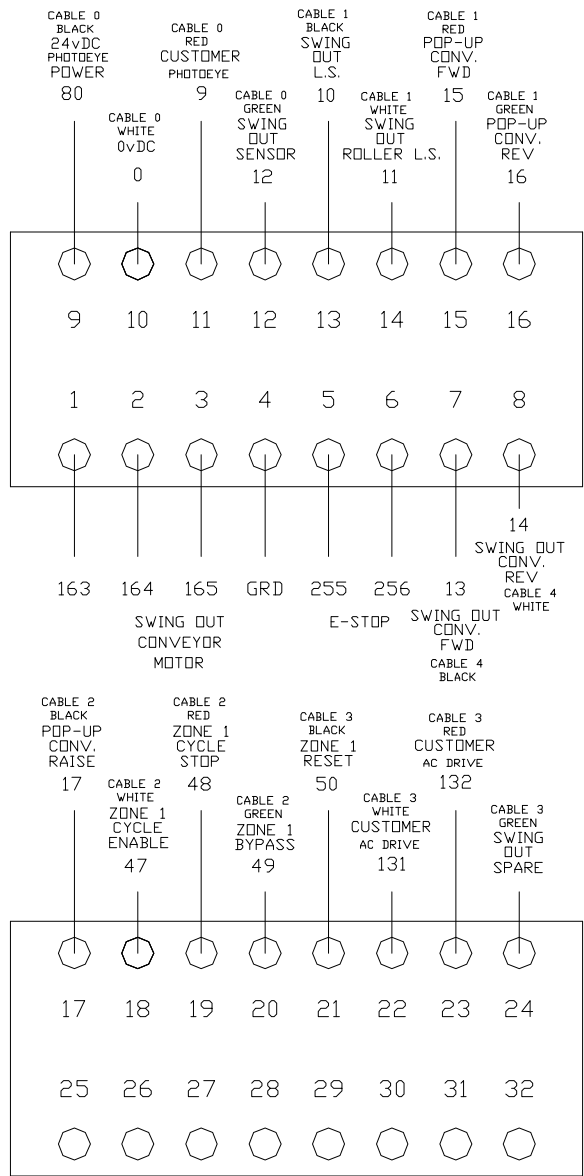 CABLE 0
BLACK
24vDC
PHOTOEYE
POWER
80
CABLE 0
WHITE
0vDC
0
CABLE 0
RED
CUSTOMER
PHOTOEYE
9
CABLE 0
GREEN
SWING
OUT
SENSOR
12
CABLE 1
BLACK
SWING
OUT
L.S.
10
CABLE 1
WHITE
SWING
OUT
ROLLER L.S.
11
CABLE 1
RED
POP-UP
CONV.
FWD
15
CABLE 1
GREEN
POP-UP
CONV.
REV
16
9 10 11 12 13 14 15 16
1 2 3 4 5 6 7 8
163 164 165 GRD 255 256 13
SWING OUT
CONVEYOR
MOTOR
E-STOP
SWING OUT
CONV.
FWD
CABLE 4
BLACK
14
SWING OUT
CONV.
REV
CABLE 4
WHITE
CABLE 2
BLACK
POP-UP
CONV.
RAISE
17
CABLE 2
WHITE
ZONE 1
CYCLE
ENABLE
47
CABLE 2
RED
ZONE 1
CYCLE
STOP
48
CABLE 2
GREEN
ZONE 1
BYPASS
49
CABLE 3
BLACK
ZONE 1
RESET
50
CABLE 3
WHITE
CUSTOMER
AC DRIVE
131
CABLE 3
RED
CUSTOMER
AC DRIVE
132
CABLE 3
GREEN
SWING
OUT
SPARE
17 18 19 20 21 22 23 24
25 26 27 28 29 30 31 32